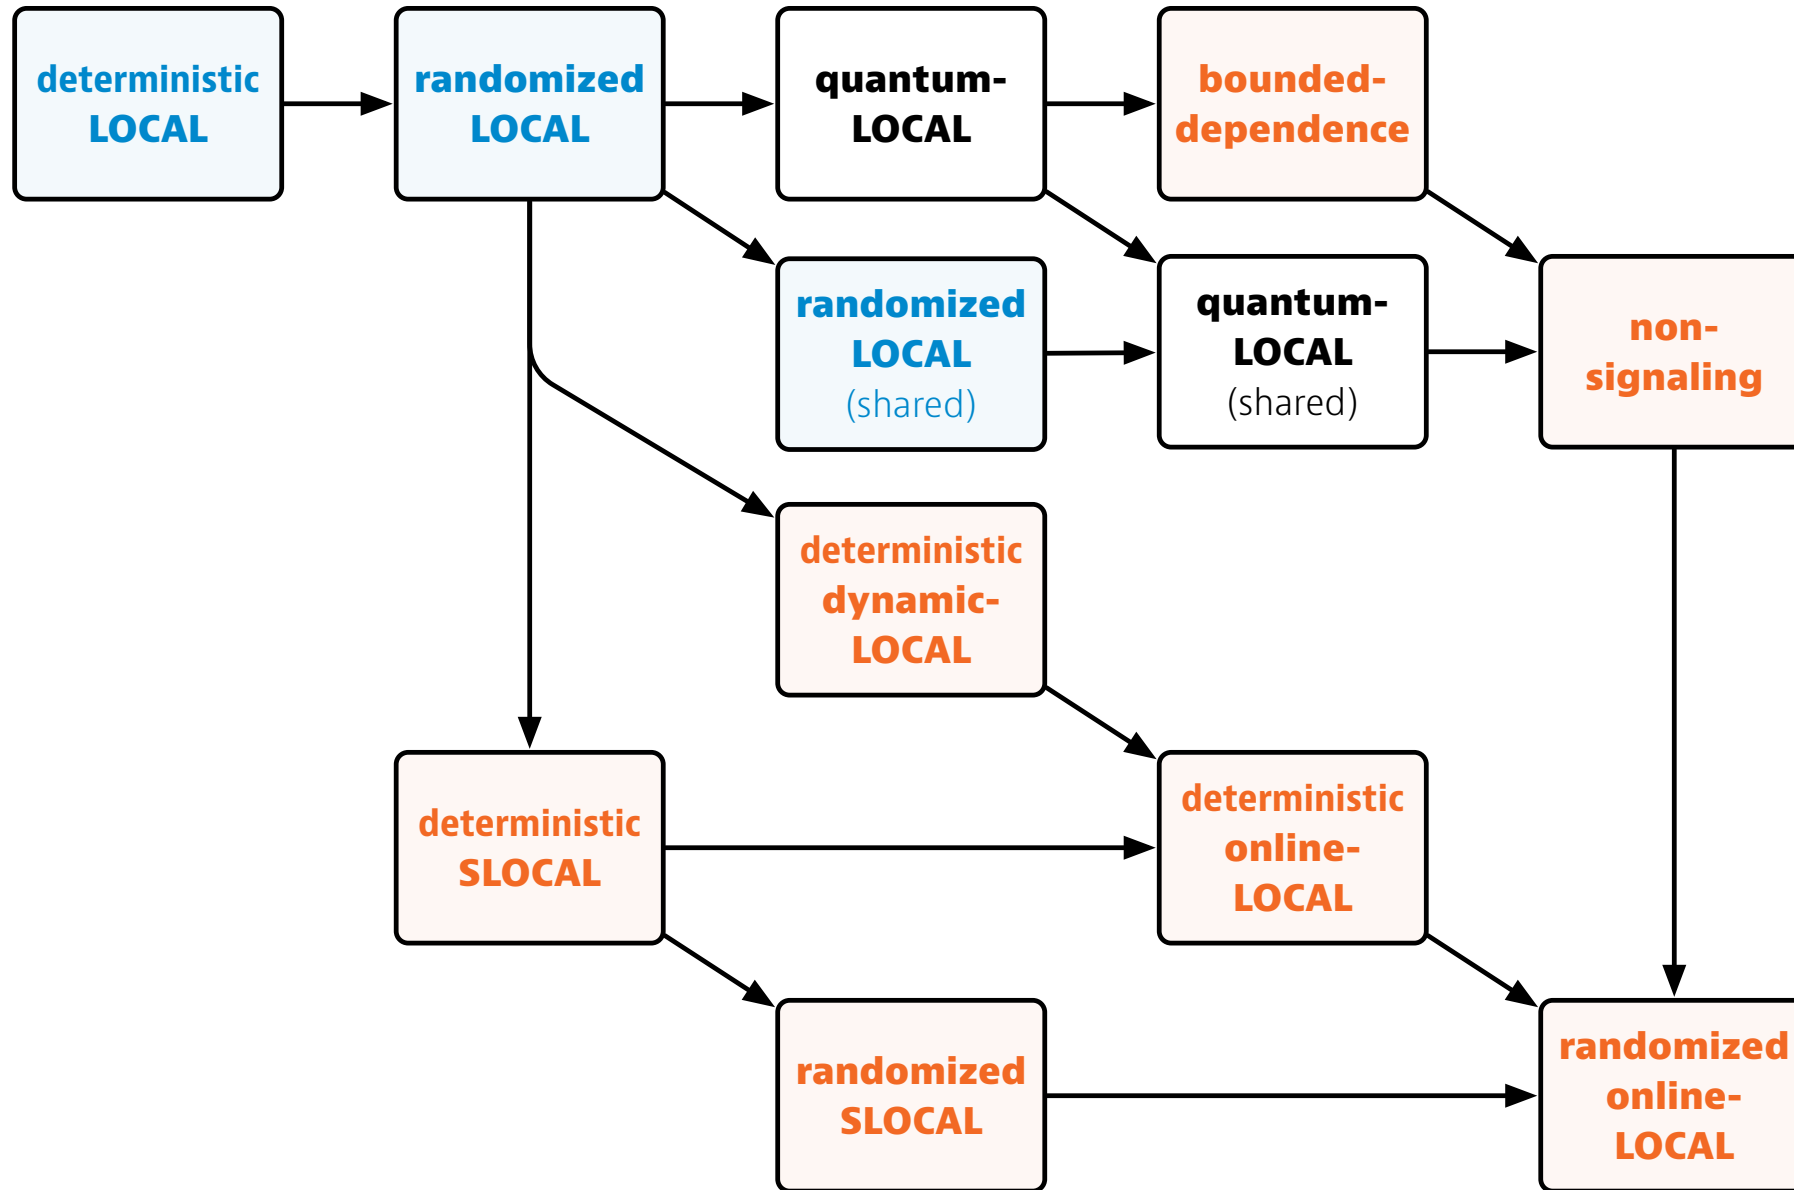 deterministic
LOCAL
randomized
LOCAL
quantum-
LOCAL
bounded-
dependence
randomized
LOCAL
(shared)
quantum-
LOCAL
(shared)
non-
signaling
deterministic
dynamic-
LOCAL
deterministic
SLOCAL
deterministic
online-
LOCAL
randomized
SLOCAL
randomized
online-
LOCAL